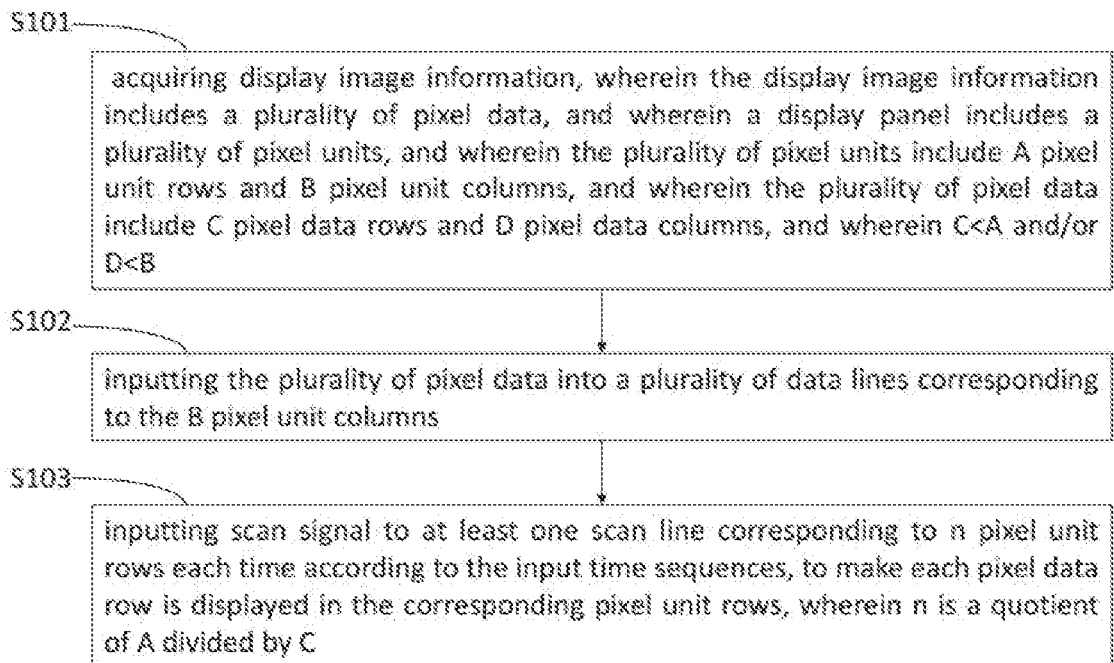 S101
acquiring display image information, wherein the display image information
includes a plurality of pixel data, and wherein a display panel includes a
plurality of pixel units, and wherein the plurality of pixel units include A pixel
unit rows and B pixel unit columns, and wherein the plurality of pixel data
include C pixel data rows and D pixel data columns, and wherein C<A and/or
D<B
S102
inputting the plurality of pixel data into a plurality of data lines corresponding
to the B pixel unit columns
S103
inputting scan signal to at least one scan line corresponding to n pixel unit
rows each time according to the input time sequences, to make each pixel data
row is displayed in the corresponding pixel unit rows, wherein n is a quotient
of A divided by C